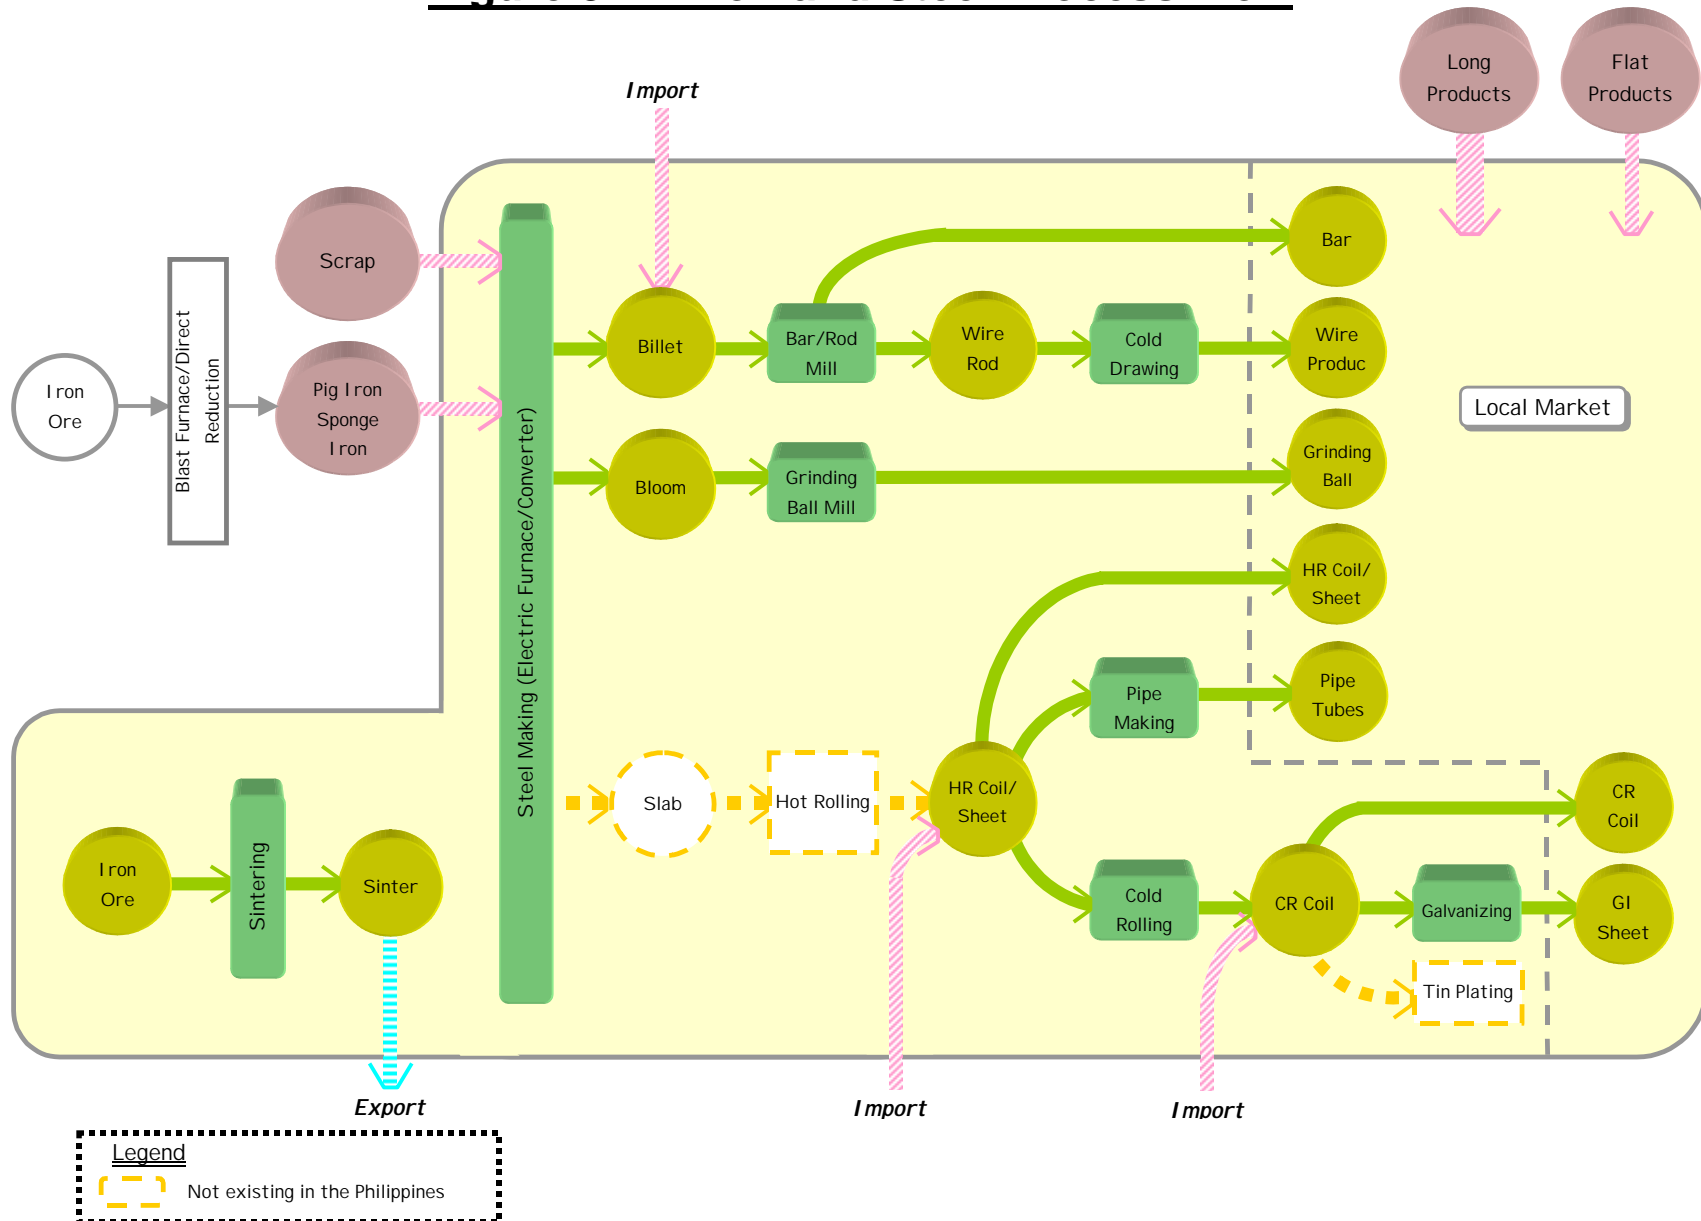 Long
Products
Flat
Products
Import
Scrap
Bar
Billet
Bar/Rod
Mill
Wire
Rod
Cold
Drawing
Wire
Produc
Iron
Ore
Blast Furnace/Direct
Reduction
Pig Iron
Sponge
Iron
Local Market
Steel Making (Electric Furnace/Converter)
Bloom
Grinding
Ball Mill
Grinding
Ball
HR Coil/
Sheet
Pipe
Making
Pipe
Tubes
Slab
Hot Rolling
HR Coil/
Sheet
CR
Coil
Iron
Ore
Sintering
Sinter
Cold
Rolling
CR Coil
Galvanizing
GI
Sheet
Tin Plating
Export
Import
Import
Legend
Not existing in the Philippines